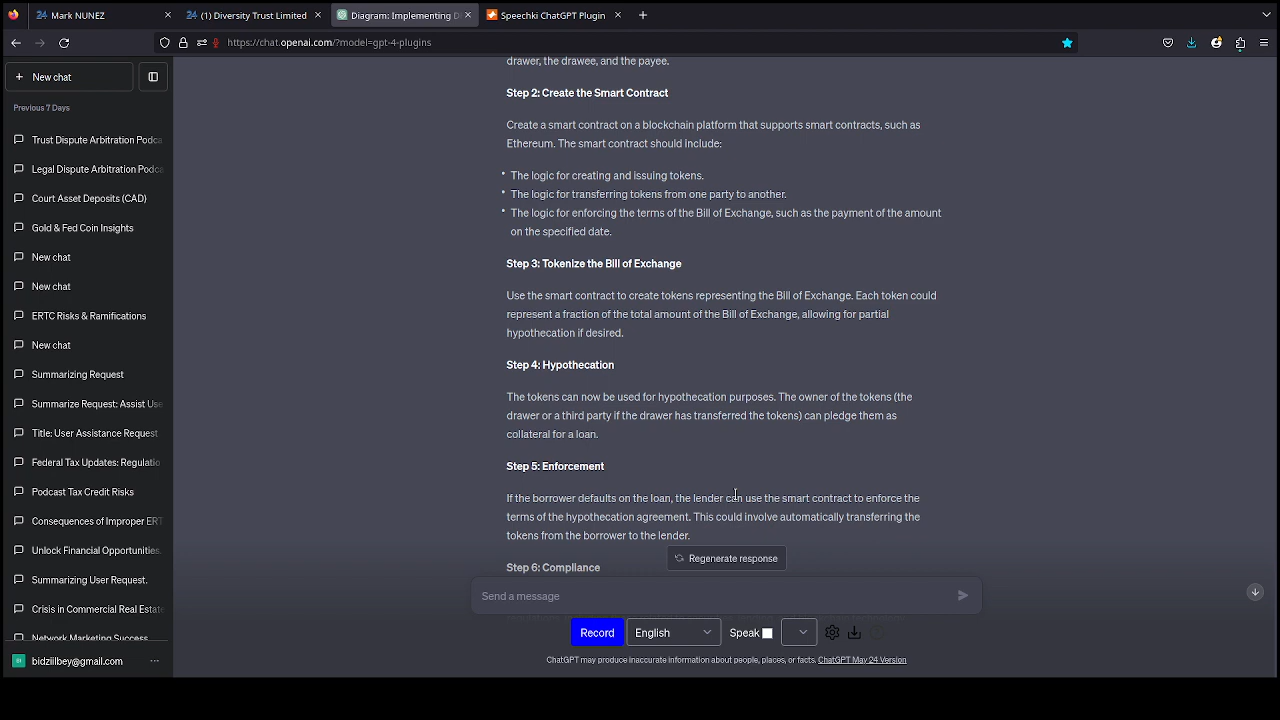 24 Mark NUNEZ
24 (1) Diversity Trust Limited
Diagram: Implementing D
Speechki ChatGPT Plugin
https://chat.openai.com/?model=gpt-4-plugins
+ New chat
Previous 7 Days
Trust Dispute Arbitration Podca
Legal Dispute Arbitration Podca
Court Asset Deposits (CAD)
Gold & Fed Coin Insights
New chat
New chat
ERTC Risks & Ramifications
New chat
Summarizing Request
Summarize Request: Assist Use
Title: User Assistance Request
Federal Tax Updates: Regulatio
Podcast Tax Credit Risks
Consequences of Improper ERT
Unlock Financial Opportunities.
Summarizing User Request.
Crisis in Commercial Real Estate
Network Marketing Success
bidzillbey@gmail.com
drawer, the drawee, and the payee.
Step 2: Create the Smart Contract
Create a smart contract on a blockchain platform that supports smart contracts, such as
Ethereum. The smart contract should include:
• The logic for creating and issuing tokens.
• The logic for transferring tokens from one party to another.
• The logic for enforcing the terms of the Bill of Exchange, such as the payment of the amount
on the specified date.
Step 3: Tokenize the Bill of Exchange
Use the smart contract to create tokens representing the Bill of Exchange. Each token could
represent a fraction of the total amount of the Bill of Exchange, allowing for partial
hypothecation if desired.
Step 4: Hypothecation
The tokens can now be used for hypothecation purposes. The owner of the tokens (the
drawer or a third party if the drawer has transferred the tokens) can pledge them as
collateral for a loan.
Step 5: Enforcement
If the borrower defaults on the loan, the lender can use the smart contract to enforce the
terms of the hypothecation agreement. This could involve automatically transferring the
tokens from the borrower to the lender.
Regenerate response
Step 6: Compliance
Send a message
Record
English
Speak
ChatGPT may produce inaccurate information about people, places, or facts. ChatGPT May 24 Version